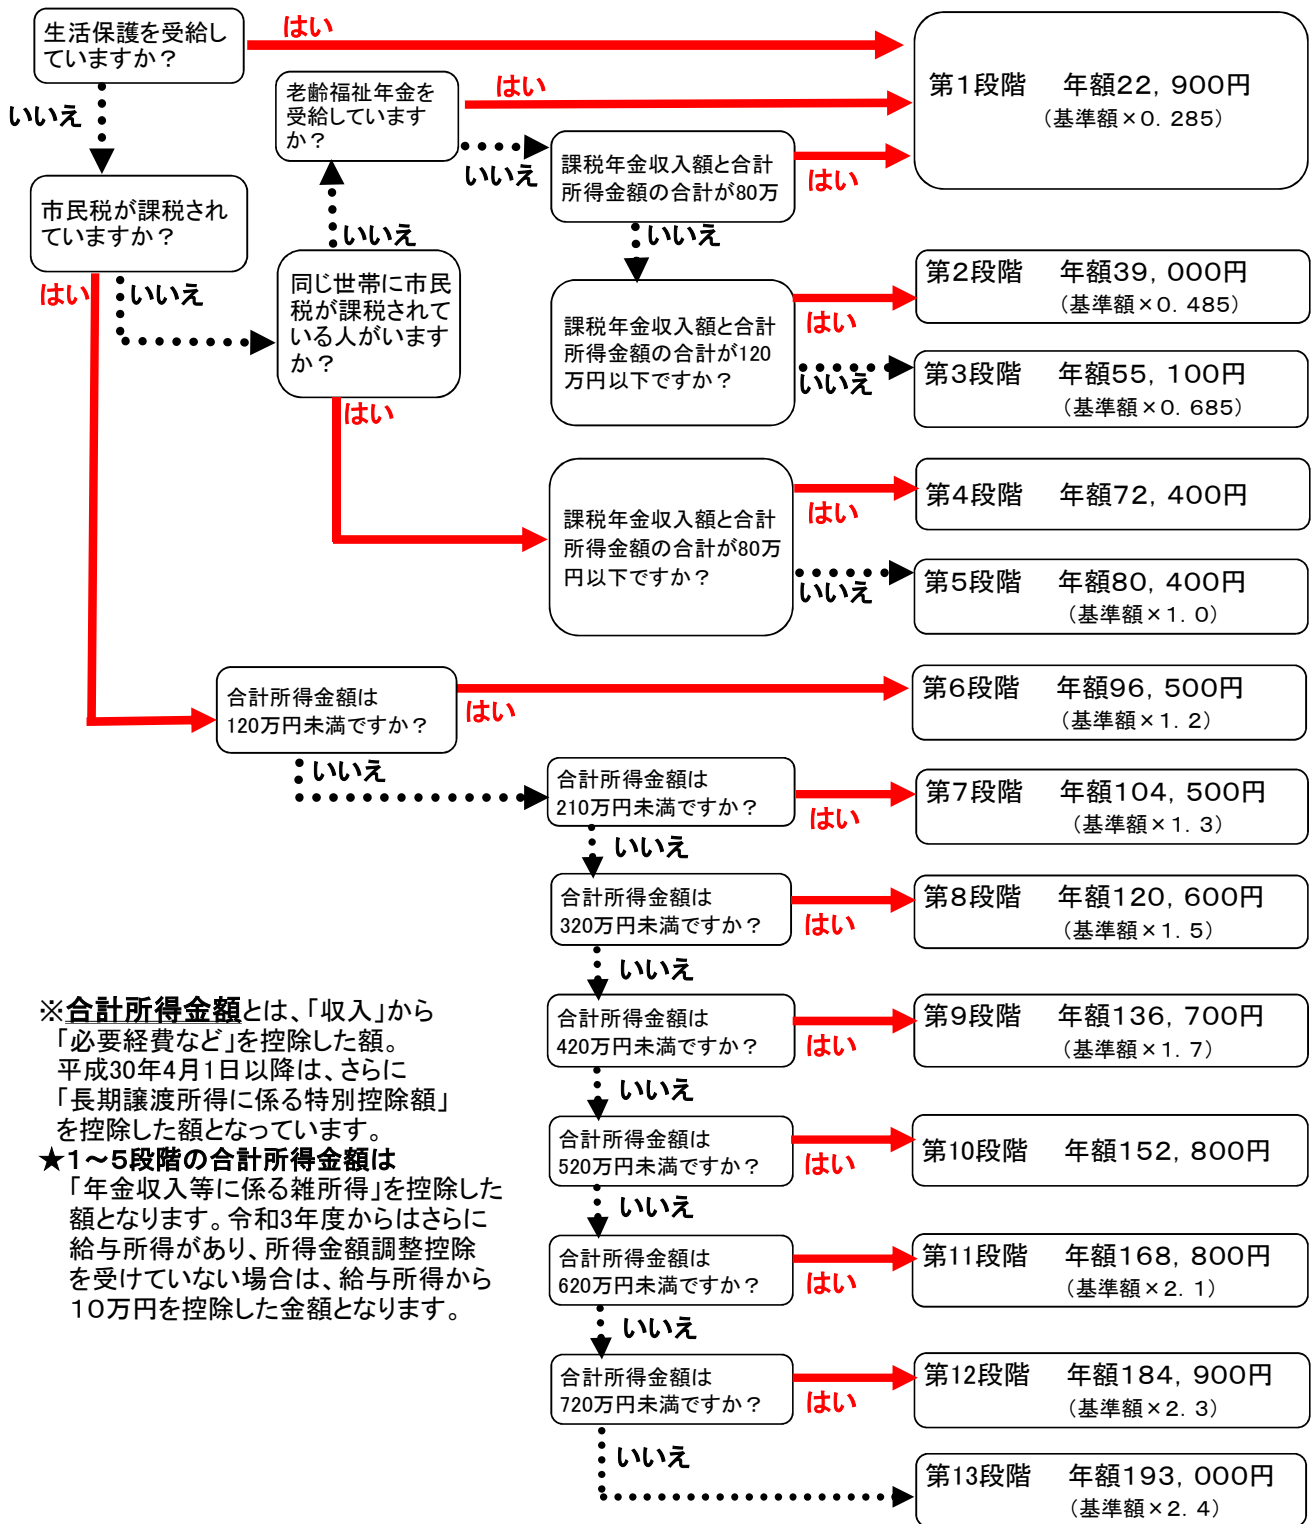 生活保護を受給し
ていますか？
はい
いいえ
老齢福祉年金を
受給しています
か？
はい
いいえ
第1段階　年額22，900円
（基準額×0．285）
課税年金収入額と合計
所得金額の合計が80万
はい
いいえ
市民税が課税され
ていますか？
はい
いいえ
同じ世帯に市民
税が課税されて
いる人がいます
か？
いいえ
はい
課税年金収入額と合計
所得金額の合計が120
万円以下ですか？
はい
いいえ
第2段階　年額39，000円
（基準額×0．485）
第3段階　年額55，100円
（基準額×0．685）
課税年金収入額と合計
所得金額の合計が80万
円以下ですか？
はい
いいえ
第4段階　年額72，400円
第5段階　年額80，400円
（基準額×1．0）
合計所得金額は
120万円未満ですか？
はい
いいえ
第6段階　年額96，500円
（基準額×1．2）
合計所得金額は
210万円未満ですか？
はい
いいえ
第7段階　年額104，500円
（基準額×1．3）
合計所得金額は
320万円未満ですか？
はい
いいえ
第8段階　年額120，600円
（基準額×1．5）
合計所得金額は
420万円未満ですか？
はい
いいえ
第9段階　年額136，700円
（基準額×1．7）
合計所得金額は
520万円未満ですか？
はい
いいえ
第10段階　年額152，800円
合計所得金額は
620万円未満ですか？
はい
いいえ
第11段階　年額168，800円
（基準額×2．1）
合計所得金額は
720万円未満ですか？
はい
いいえ
第12段階　年額184，900円
（基準額×2．3）
第13段階　年額193，000円
（基準額×2．4）
※合計所得金額とは、「収入」から
「必要経費など」を控除した額。
平成30年4月1日以降は、さらに
「長期譲渡所得に係る特別控除額」
を控除した額となっています。
★1～5段階の合計所得金額は
「年金収入等に係る雑所得」を控除した
額となります。令和3年度からはさらに
給与所得があり、所得金額調整控除
を受けていない場合は、給与所得から
１０万円を控除した金額となります。